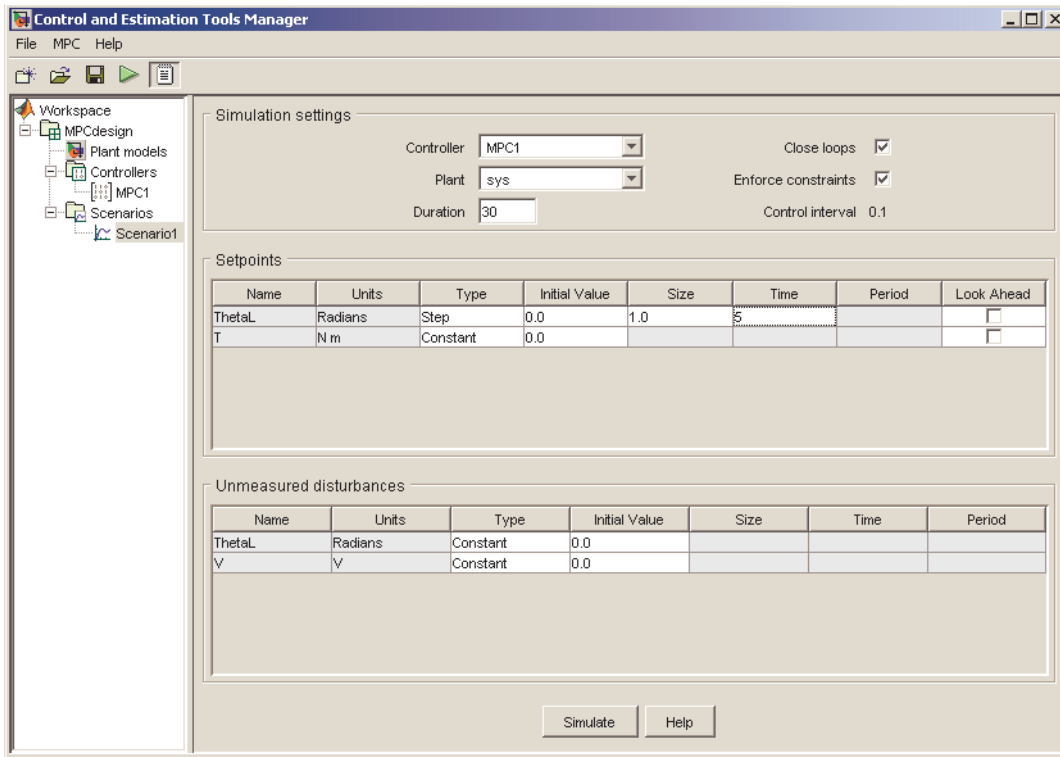 Control and Estimation Tools Manager
File MPC Help
Workspace
MPCdesign
Plant models
Controllers
MPC1
Scenarios
Scenario1
Simulation settings
Controller MPC1 Close loops
Plant sys Enforce constraints
Duration 30 Control interval 0.1
Setpoints
Name Units Type Initial Value Size Time Period Look Ahead
ThetaL Radians Step 0.0 1.0 5
T N m Constant 0.0
Unmeasured disturbances
Name Units Type Initial Value Size Time Period
ThetaL Radians Constant 0.0
V V Constant 0.0
Simulate Help